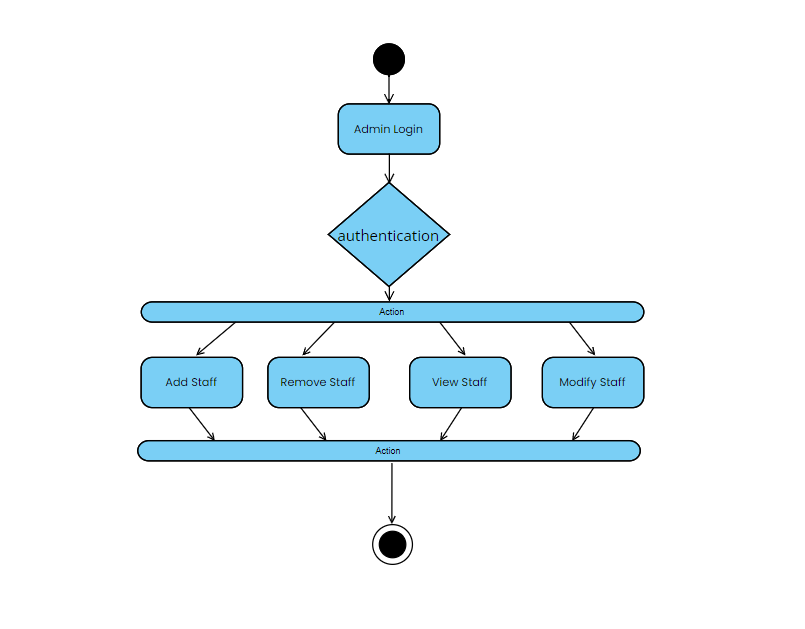 Admin Login
authentication
Action
Add Staff
Remove Staff
View Staff
Modify Staff
Action